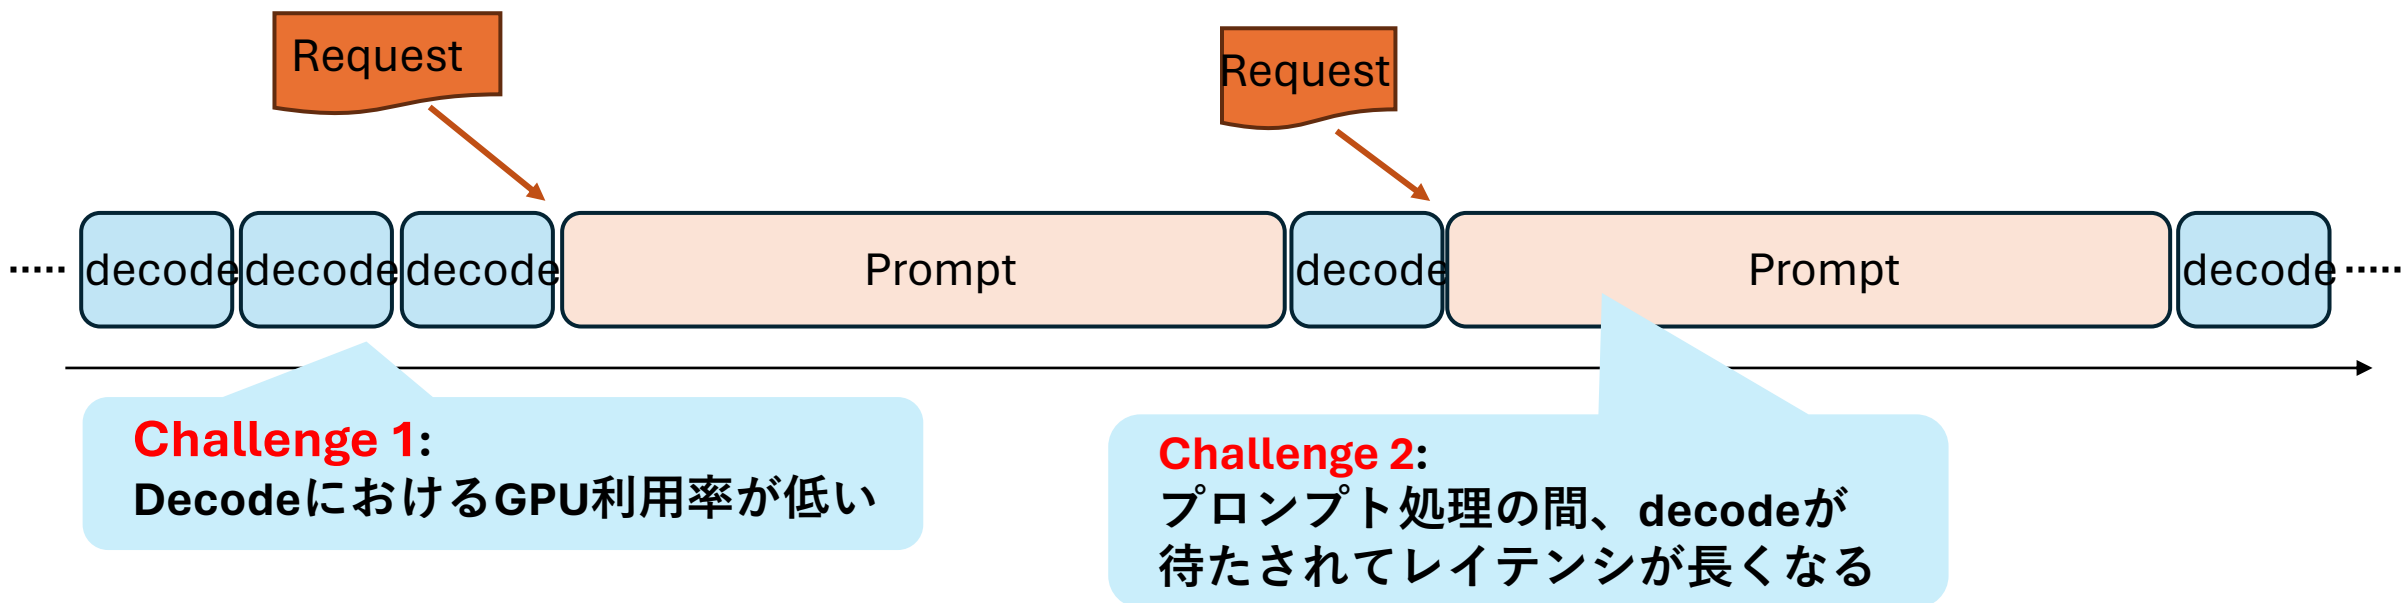 Request
Request
····· decode decode decode Prompt decode Prompt decode ·····
Challenge 1:
DecodeにおけるGPU利用率が低い
Challenge 2:
プロンプト処理の間、decodeが
待たされてレイテンシが長くなる